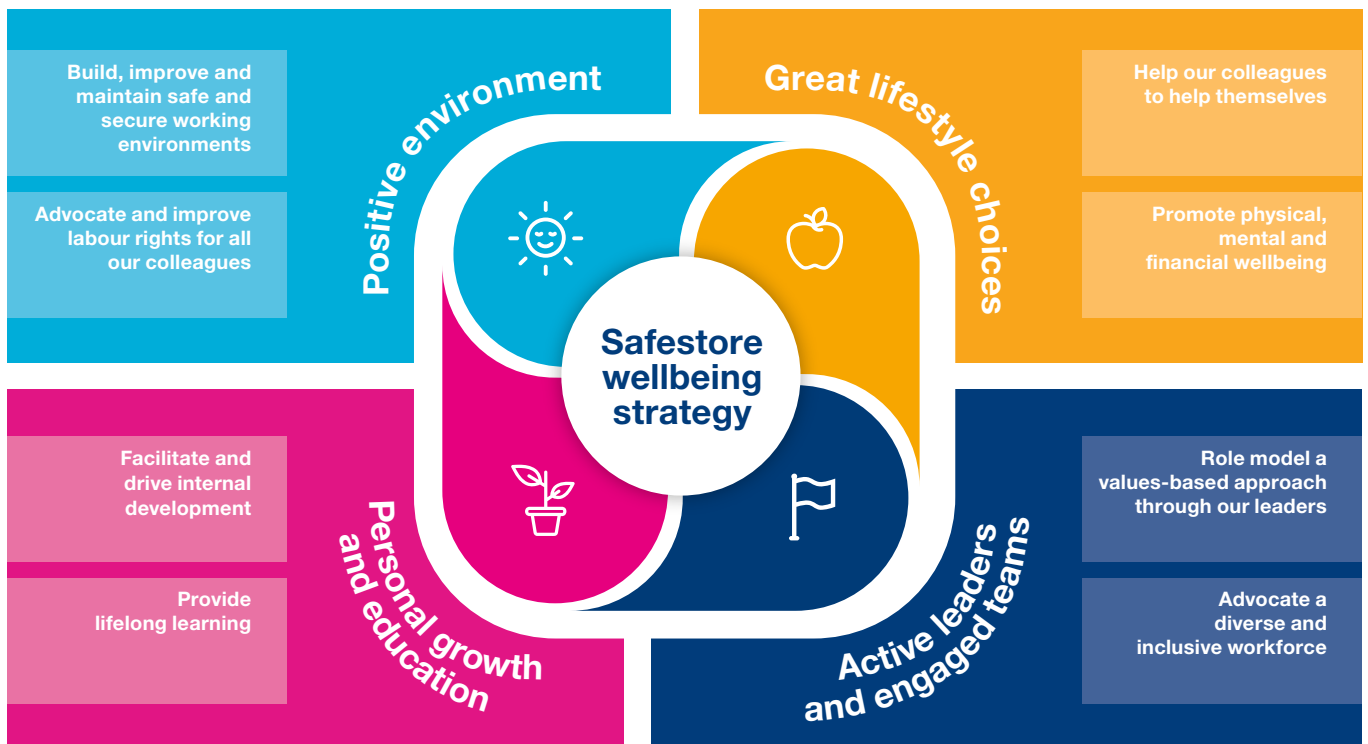 Positive environment
Build, improve and
maintain safe and
secure working
environments
Advocate and improve
labour rights for all
our colleagues
Great lifestyle choices
Help our colleagues
to help themselves
Promote physical,
mental and
financial wellbeing
Safestore
wellbeing
strategy
Personal growth
and education
Facilitate and
drive internal
development
Provide
lifelong learning
Active leaders
and engaged teams
Role model a
values-based approach
through our leaders
Advocate a
diverse and
inclusive workforce